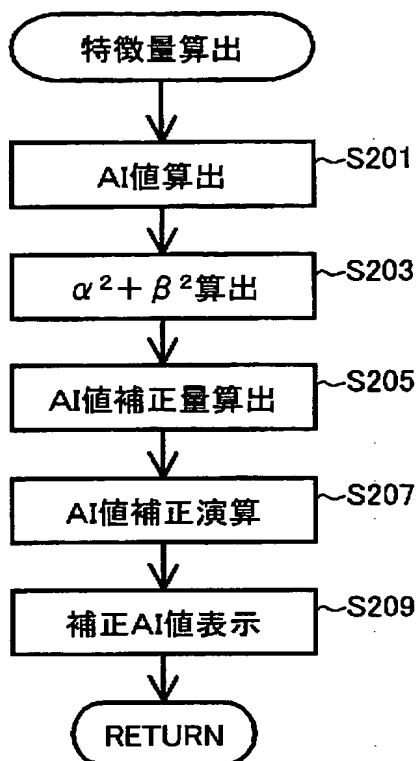 特徴量算出
AI値算出
S201
α²+β²算出
S203
AI値補正量算出
S205
AI値補正演算
S207
補正AI値表示
S209
RETURN